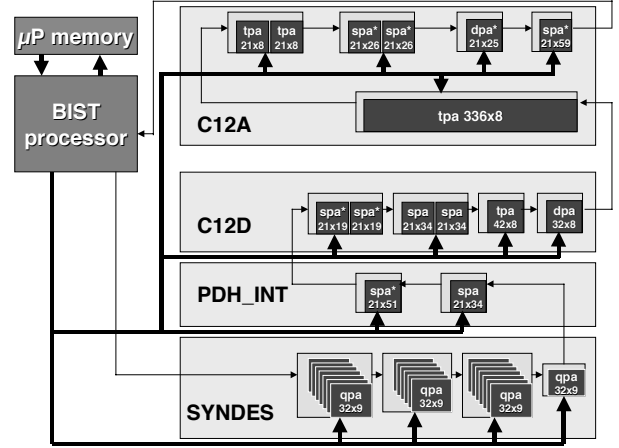 µP memory
BIST
processor
tpa tpa
21x8 21x8
spa* spa*
21x26 21x26
dpa*
21x25
spa*
21x59
tpa 336x8
C12A
spa* spa*
21x19 21x19
spa spa
21x34 21x34
tpa
42x8
dpa
32x8
C12D
spa*
21x51
spa
21x34
PDH_INT
qpa
32x9
qpa
32x9
qpa
32x9
qpa
32x9
SYNDES